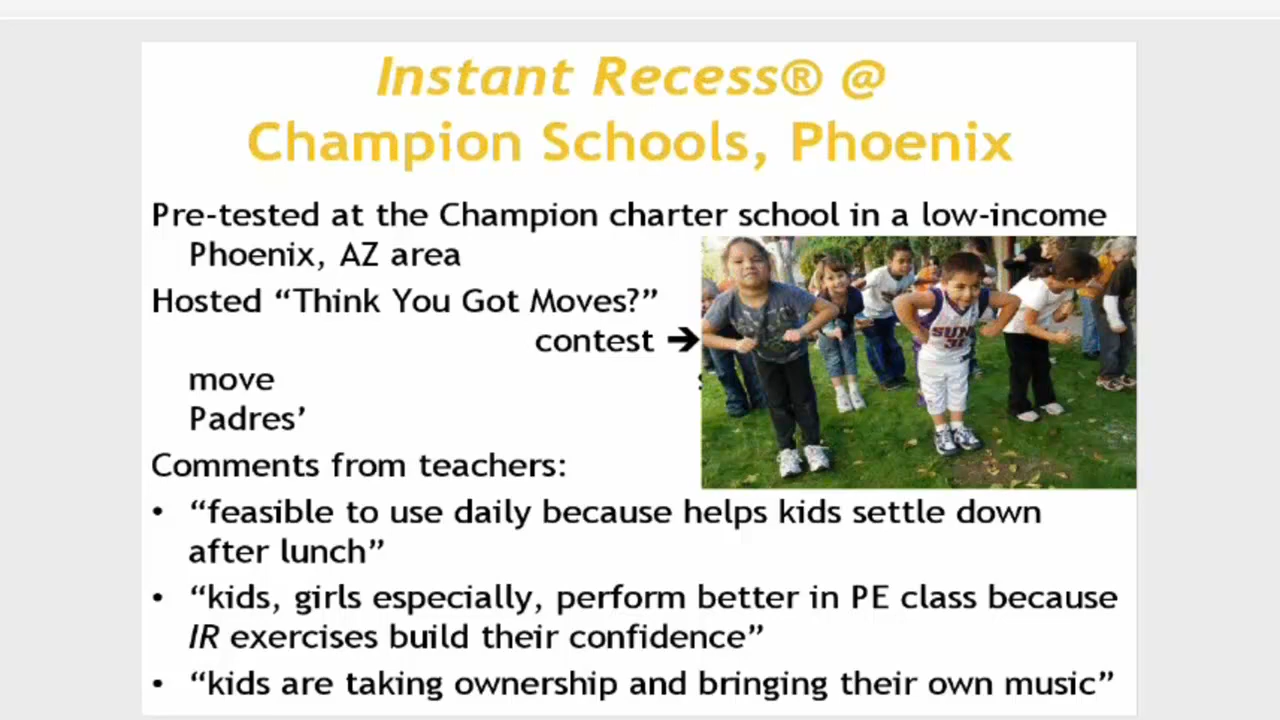 Instant Recess® @
Champion Schools, Phoenix
Pre-tested at the Champion charter school in a low-income
Phoenix, AZ area
Hosted “Think You Got Moves?”
contest ➔
move
Padres’
SUNS
31
Comments from teachers:
• “feasible to use daily because helps kids settle down
after lunch”
• “kids, girls especially, perform better in PE class because
IR exercises build their confidence”
• “kids are taking ownership and bringing their own music”